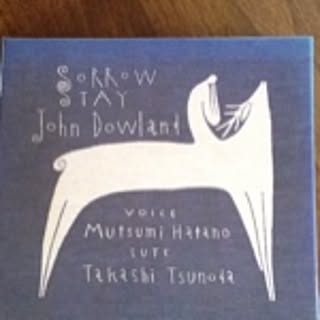 SORROW
STAY
John Dowland
VOICE
Mutsumi Hatano
LUTE
Takashi Tsunoda